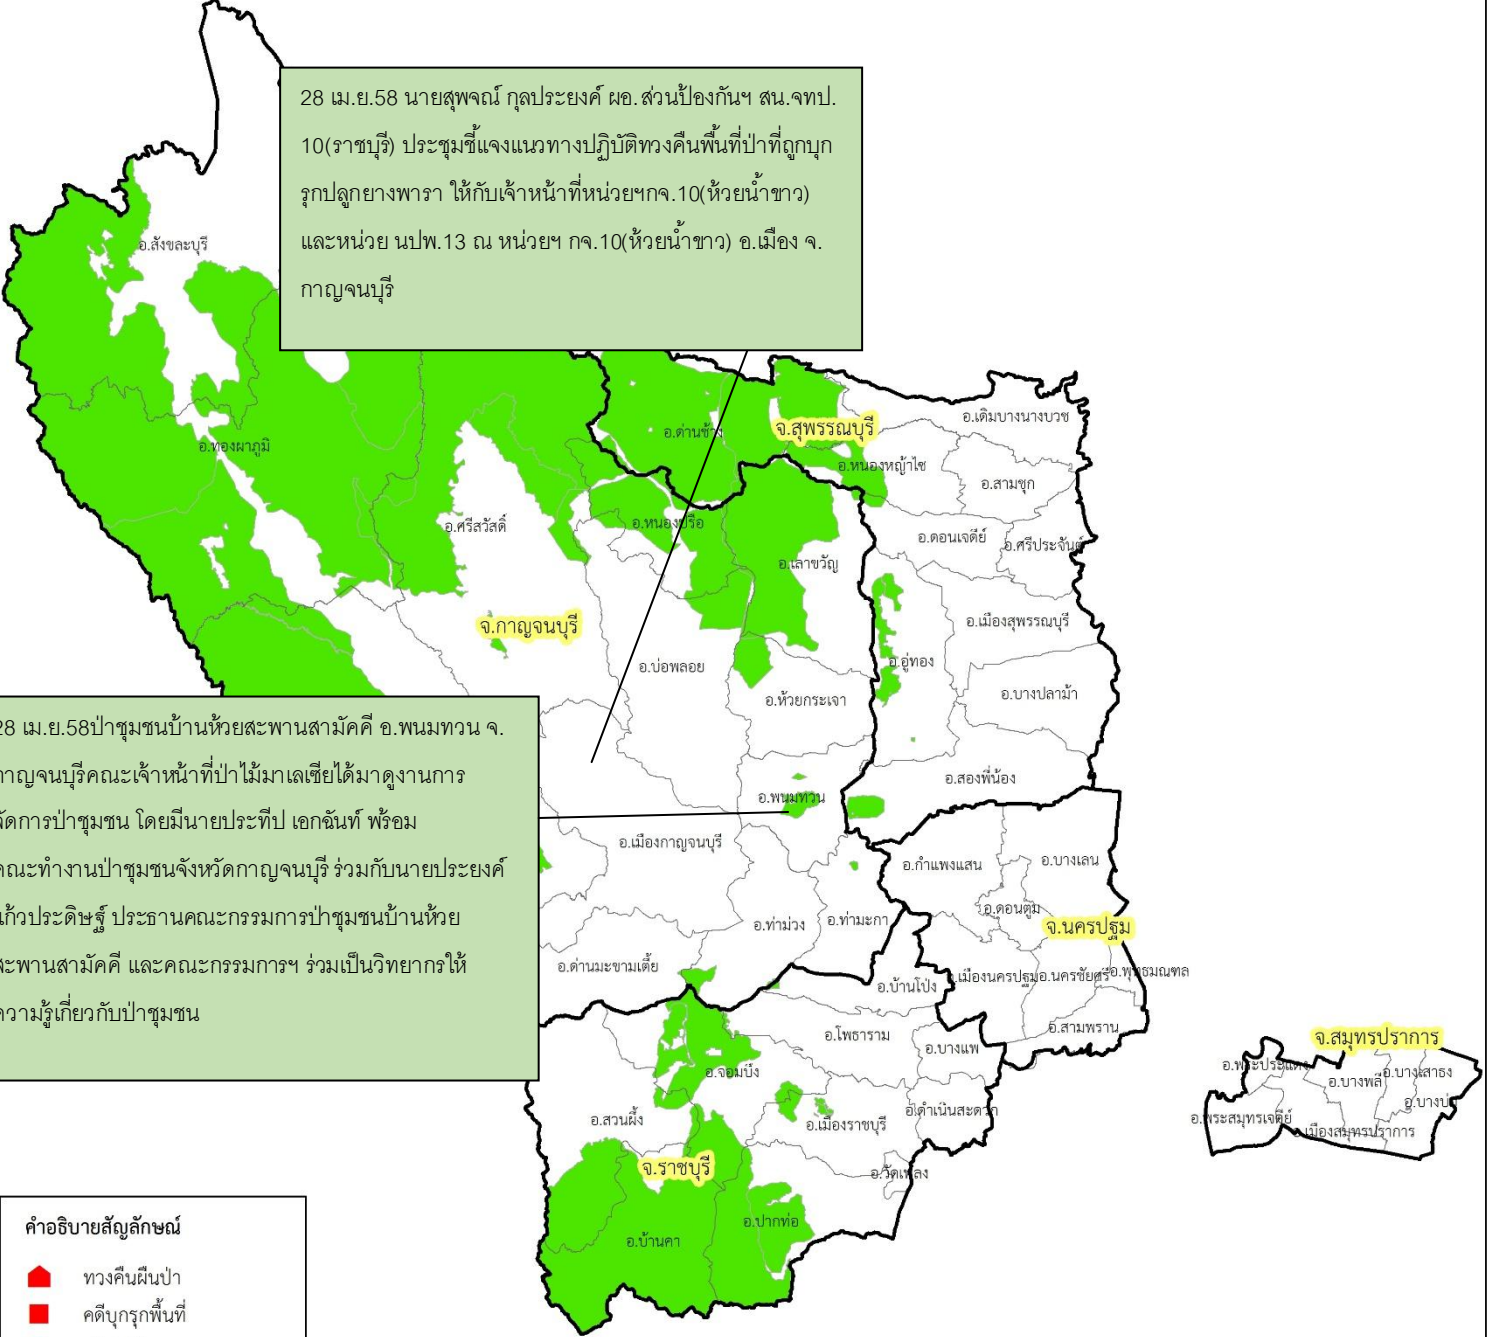 28 เม.ย.58 นายสุพจณ์ กุลประยงค์ ผอ.ส่วนป้องกันฯ สน.จทป.
10(ราชบุรี) ประชุมชี้แจงแนวทางปฏิบัติทวงคืนพื้นที่ป่าที่ถูกบุก
รุกปลูกยางพารา ให้กับเจ้าหน้าที่หน่วยฯกจ.10(ห้วยน้ำขาว)
และหน่วย นปพ.13 ณ หน่วยฯ กจ.10(ห้วยน้ำขาว) อ.เมือง จ.
กาญจนบุรี
อ.สังขละบุรี
อ.ทองผาภูมิ
อ.ศรีสวัสดิ์
อ.ด่านช้าง
จ.สุพรรณบุรี
อ.เดิมบางนางบวช
อ.หนองหญ้าไซ
อ.สามชุก
อ.หนองปรือ
อ.ดอนเจดีย์
อ.ศรีประจันต์
อ.เลาขวัญ
จ.กาญจนบุรี
อ.เมืองสุพรรณบุรี
อ.บ่อพลอย
อ.อู่ทอง
อ.บางปลาม้า
อ.ห้วยกระเจา
28 เม.ย.58ป่าชุมชนบ้านห้วยสะพานสามัคคี อ.พนมทวน จ.
กาญจนบุรีคณะเจ้าหน้าที่ป่าไม้มาเลเซียได้มาดูงานการ
จัดการป่าชุมชน โดยมีนายประทีป เอกฉันท์ พร้อม
คณะทำงานป่าชุมชนจังหวัดกาญจนบุรี ร่วมกับนายประยงค์
แก้วประดิษฐ์ ประธานคณะกรรมการป่าชุมชนบ้านห้วย
สะพานสามัคคี และคณะกรรมการฯ ร่วมเป็นวิทยากรให้
ความรู้เกี่ยวกับป่าชุมชน
อ.สองพี่น้อง
อ.พนมทวน
อ.เมืองกาญจนบุรี
อ.กำแพงแสน
อ.บางเลน
อ.ดอนตูม
อ.ท่าม่วง
อ.ท่ามะกา
จ.นครปฐม
อ.ด่านมะขามเตี้ย
อ.บ้านโป่ง
อ.เมืองนครปฐม
อ.นครชัยศรี
อ.พุทธมณฑล
อ.สามพราน
อ.โพธาราม
อ.บางแพ
อ.จอมบึง
อ.สวนผึ้ง
อ.เมืองราชบุรี
อ.ดำเนินสะดวก
จ.ราชบุรี
อ.วัดเพลง
อ.ปากท่อ
อ.บ้านคา
จ.สมุทรปราการ
อ.พระประแดง
อ.บางพลี
อ.บางเสาธง
อ.บางบ่อ
อ.พระสมุทรเจดีย์
อ.เมืองสมุทรปราการ
คำอธิบายสัญลักษณ์
ทวงคืนผืนป่า
คดีบุกรุกพื้นที่